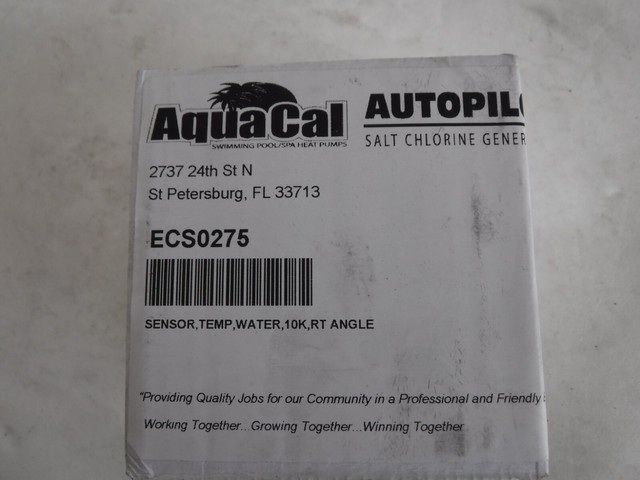 AquaCal
SWIMMING POOL/SPA HEAT PUMPS
AUTOPILO
SALT CHLORINE GENER
2737 24th St N
St Petersburg, FL 33713
ECS0275
SENSOR,TEMP,WATER,10K,RT ANGLE
"Providing Quality Jobs for our Community in a Professional and Friendly
Working Together...Growing Together...Winning Together